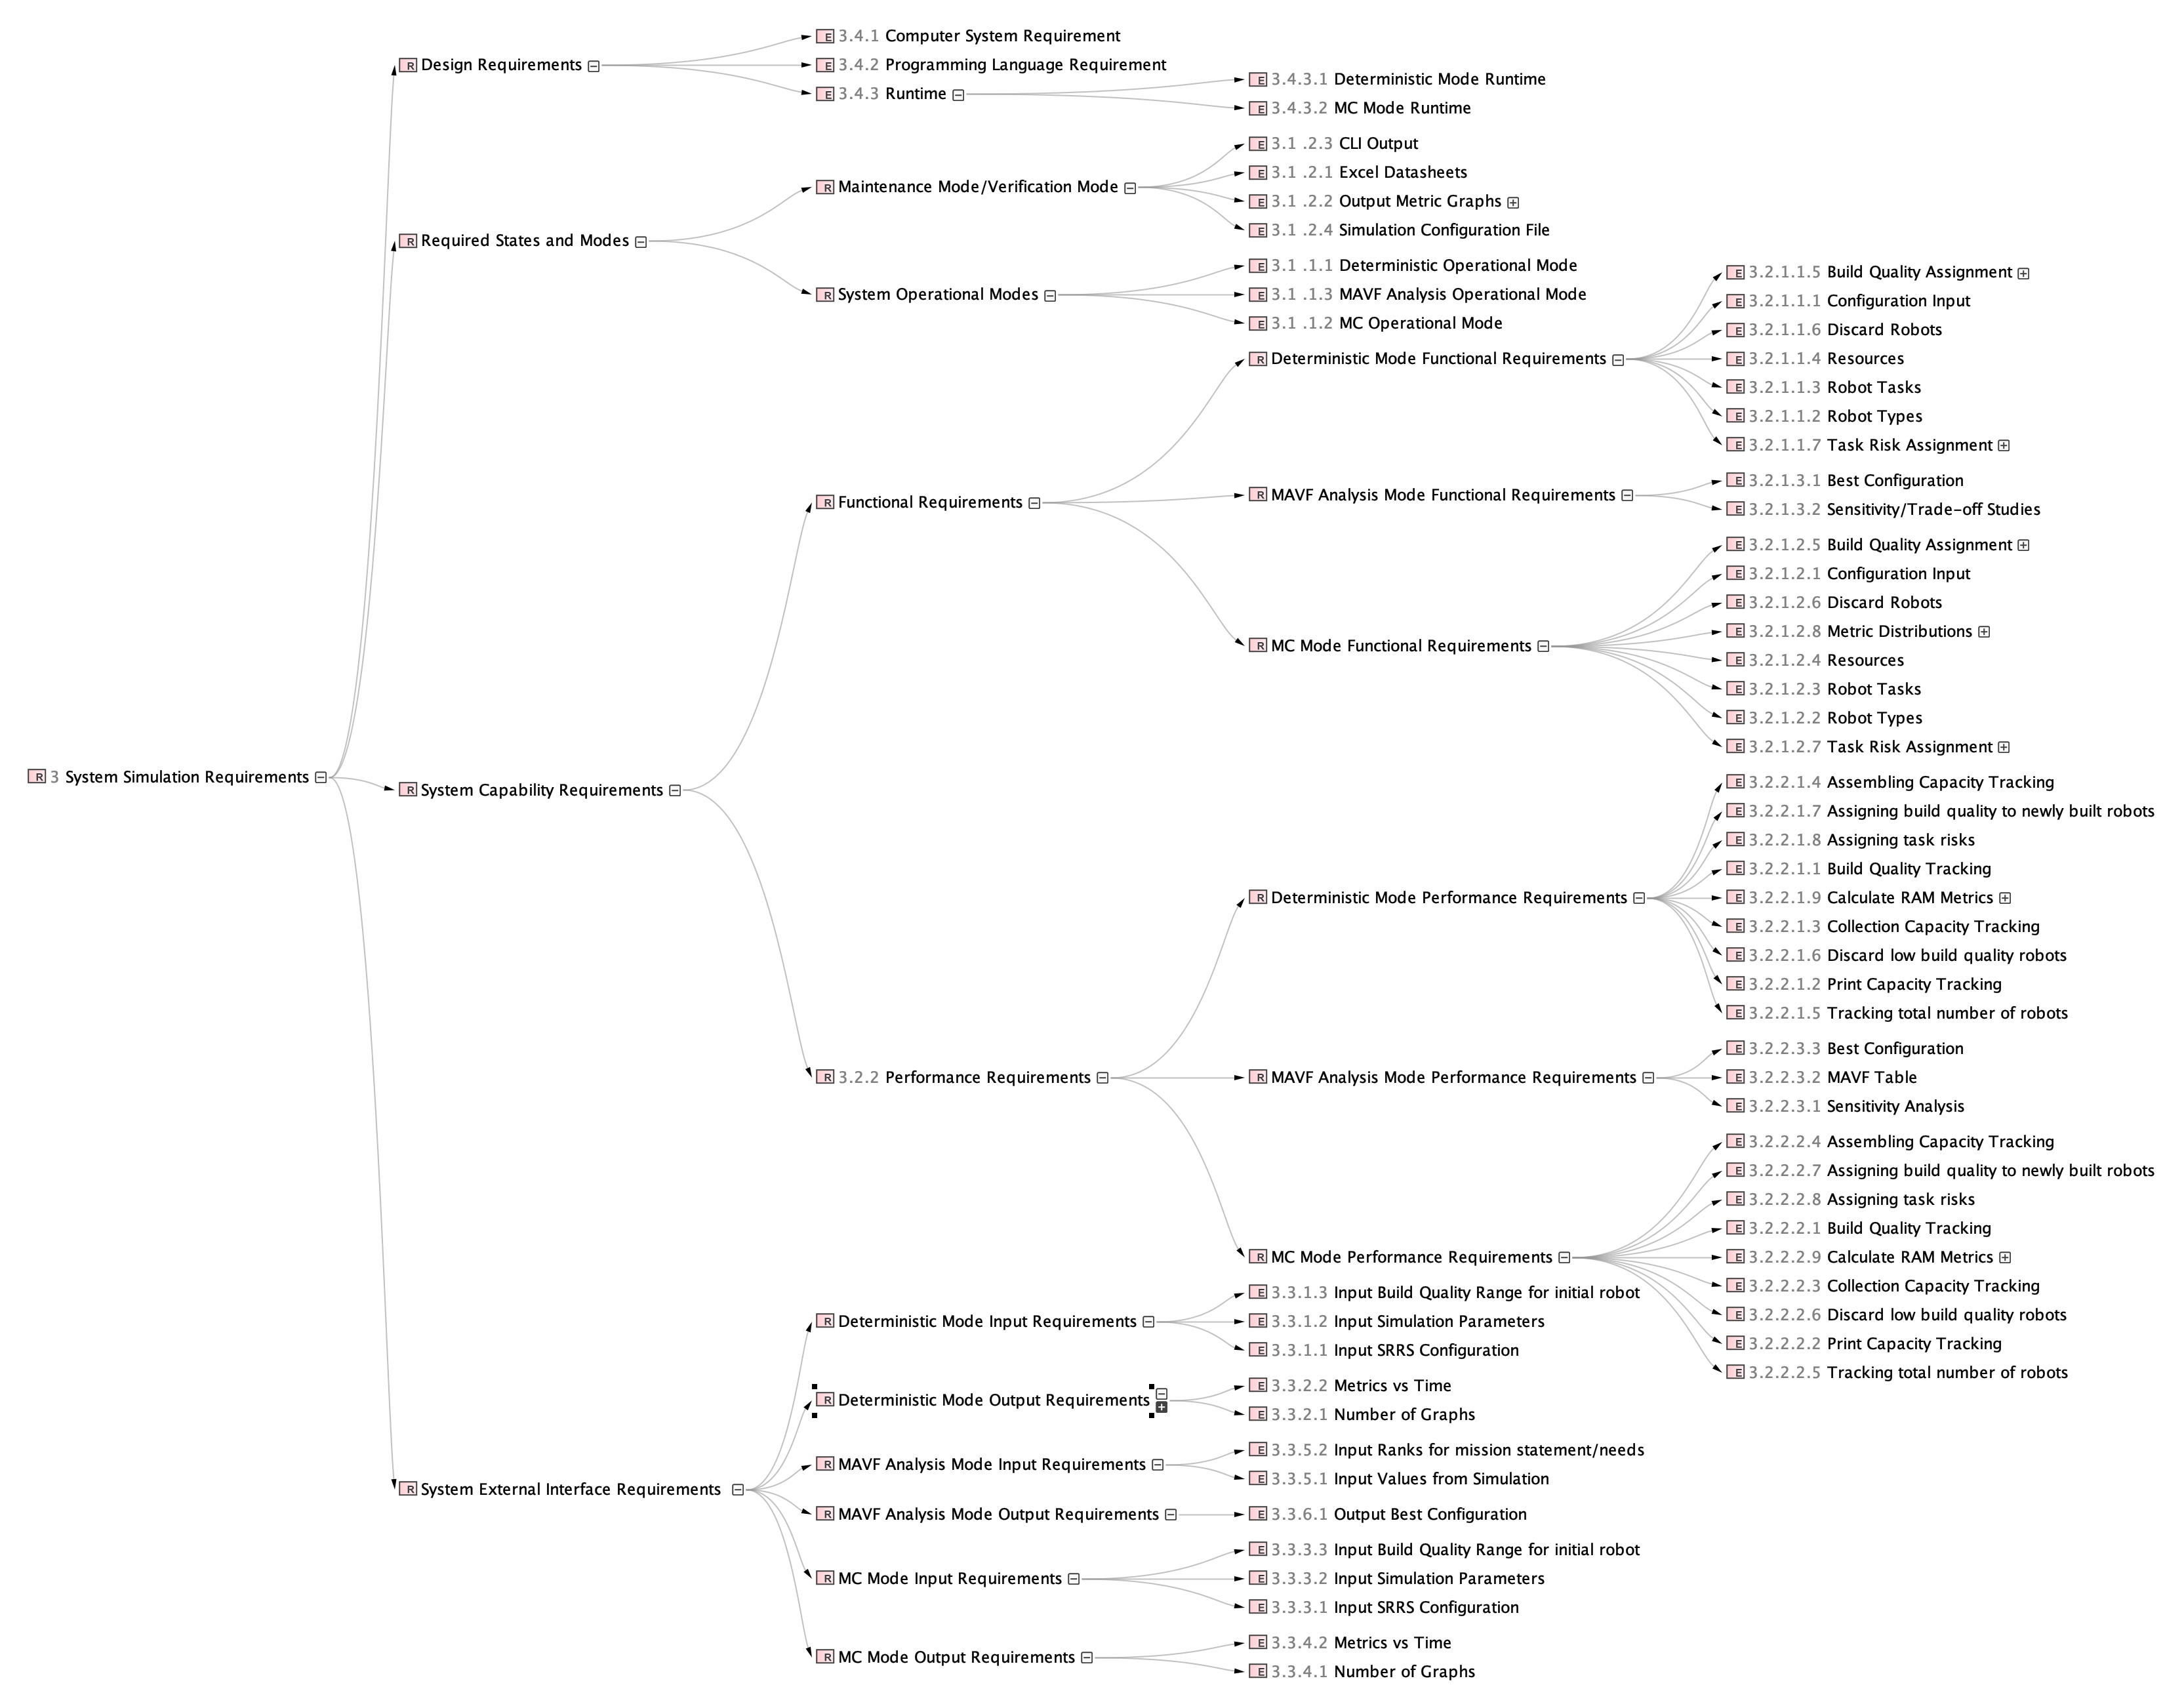 3 System Simulation Requirements
Design Requirements
3.4.1 Computer System Requirement
3.4.2 Programming Language Requirement
3.4.3 Runtime
3.4.3.1 Deterministic Mode Runtime
3.4.3.2 MC Mode Runtime
Required States and Modes
Maintenance Mode/Verification Mode
3.1 .2.3 CLI Output
3.1 .2.1 Excel Datasheets
3.1 .2.2 Output Metric Graphs
3.1 .2.4 Simulation Configuration File
System Operational Modes
3.1 .1.1 Deterministic Operational Mode
3.1 .1.3 MAVF Analysis Operational Mode
3.1 .1.2 MC Operational Mode
System Capability Requirements
Functional Requirements
Deterministic Mode Functional Requirements
3.2.1.1.5 Build Quality Assignment
3.2.1.1.1 Configuration Input
3.2.1.1.6 Discard Robots
3.2.1.1.4 Resources
3.2.1.1.3 Robot Tasks
3.2.1.1.2 Robot Types
3.2.1.1.7 Task Risk Assignment
MAVF Analysis Mode Functional Requirements
3.2.1.3.1 Best Configuration
3.2.1.3.2 Sensitivity/Trade-off Studies
MC Mode Functional Requirements
3.2.1.2.5 Build Quality Assignment
3.2.1.2.1 Configuration Input
3.2.1.2.6 Discard Robots
3.2.1.2.8 Metric Distributions
3.2.1.2.4 Resources
3.2.1.2.3 Robot Tasks
3.2.1.2.2 Robot Types
3.2.1.2.7 Task Risk Assignment
3.2.2 Performance Requirements
Deterministic Mode Performance Requirements
3.2.2.1.4 Assembling Capacity Tracking
3.2.2.1.7 Assigning build quality to newly built robots
3.2.2.1.8 Assigning task risks
3.2.2.1.1 Build Quality Tracking
3.2.2.1.9 Calculate RAM Metrics
3.2.2.1.3 Collection Capacity Tracking
3.2.2.1.6 Discard low build quality robots
3.2.2.1.2 Print Capacity Tracking
3.2.2.1.5 Tracking total number of robots
MAVF Analysis Mode Performance Requirements
3.2.2.3.3 Best Configuration
3.2.2.3.2 MAVF Table
3.2.2.3.1 Sensitivity Analysis
MC Mode Performance Requirements
3.2.2.2.4 Assembling Capacity Tracking
3.2.2.2.7 Assigning build quality to newly built robots
3.2.2.2.8 Assigning task risks
3.2.2.2.1 Build Quality Tracking
3.2.2.2.9 Calculate RAM Metrics
3.2.2.2.3 Collection Capacity Tracking
3.2.2.2.6 Discard low build quality robots
3.2.2.2.2 Print Capacity Tracking
3.2.2.2.5 Tracking total number of robots
System External Interface Requirements
Deterministic Mode Input Requirements
3.3.1.3 Input Build Quality Range for initial robot
3.3.1.2 Input Simulation Parameters
3.3.1.1 Input SRRS Configuration
Deterministic Mode Output Requirements
3.3.2.2 Metrics vs Time
3.3.2.1 Number of Graphs
MAVF Analysis Mode Input Requirements
3.3.5.2 Input Ranks for mission statement/needs
3.3.5.1 Input Values from Simulation
MAVF Analysis Mode Output Requirements
3.3.6.1 Output Best Configuration
MC Mode Input Requirements
3.3.3.3 Input Build Quality Range for initial robot
3.3.3.2 Input Simulation Parameters
3.3.3.1 Input SRRS Configuration
MC Mode Output Requirements
3.3.4.2 Metrics vs Time
3.3.4.1 Number of Graphs